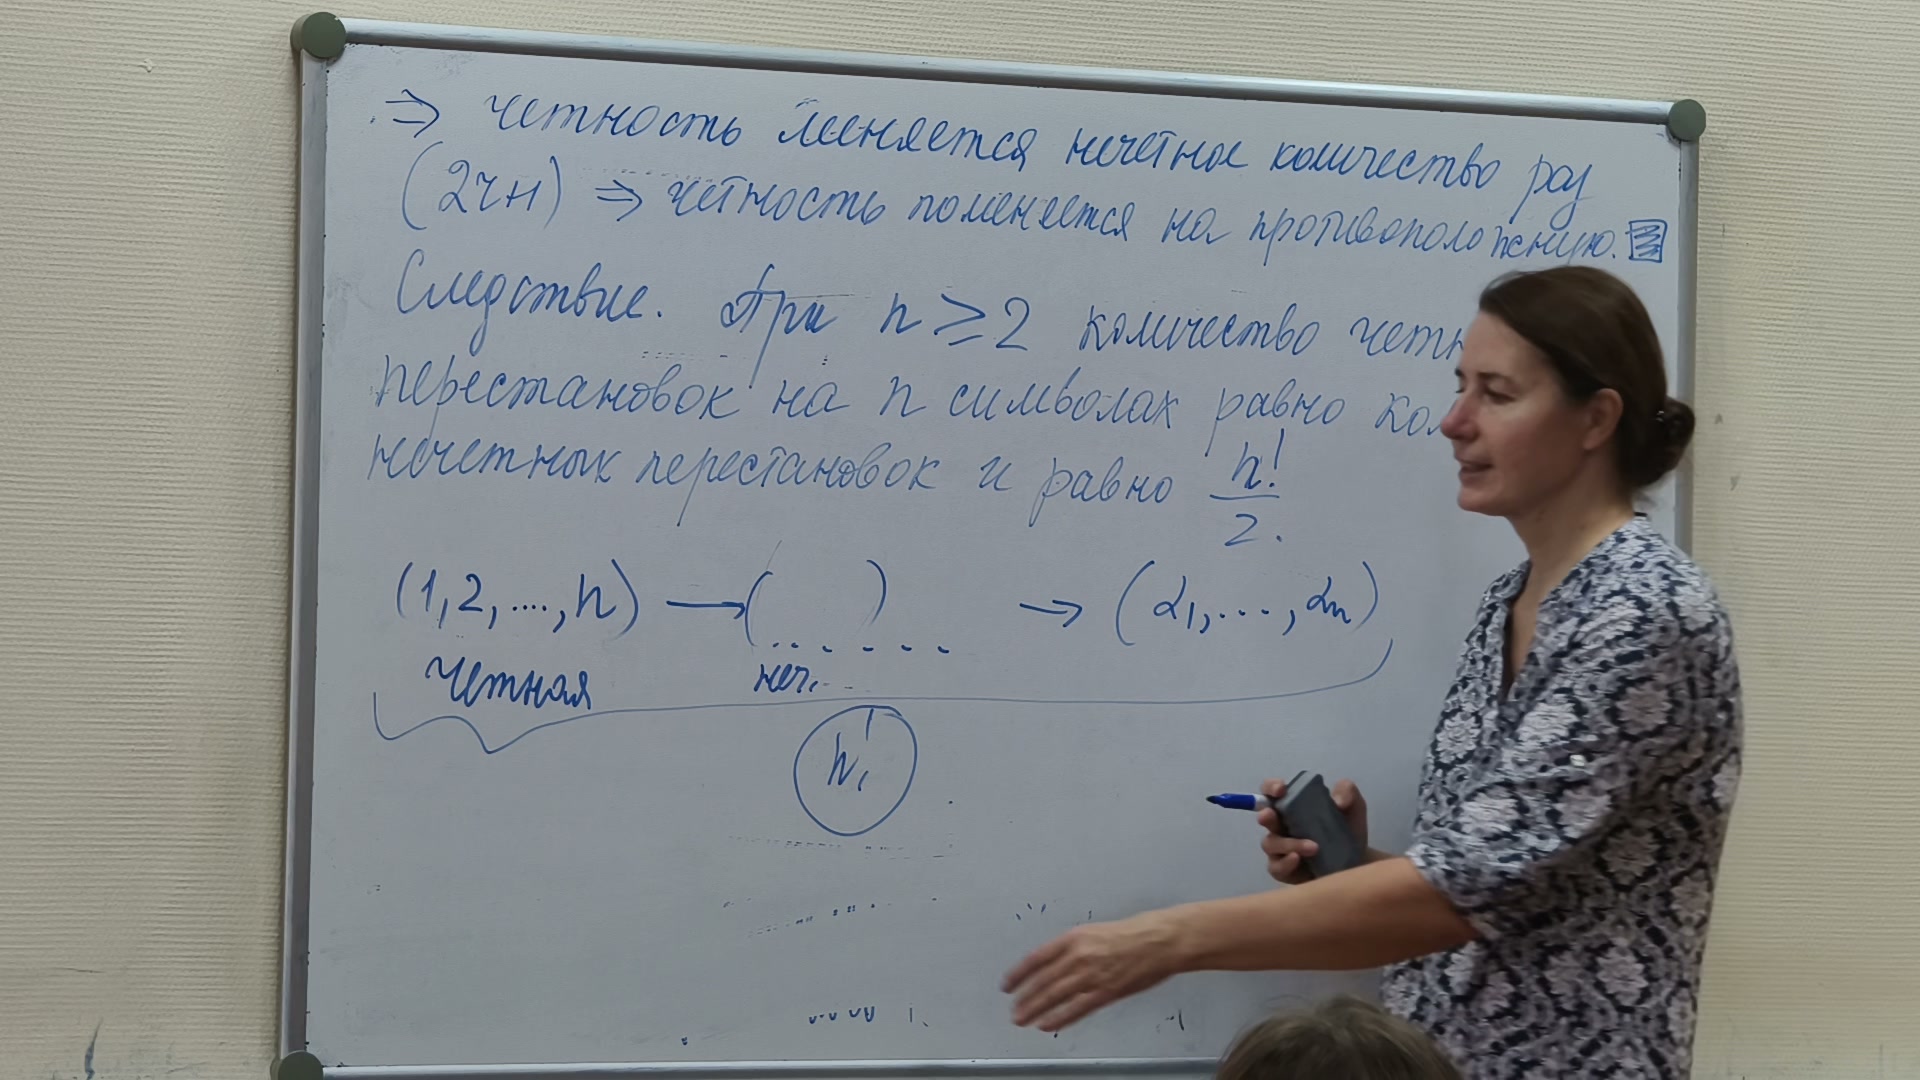 ⇒ четность меняется нечетное количество раз
(2r+1) ⇒ четность поменяется на противоположную.
Следствие. При n ≥ 2 количество четн
перестановок на n символах равно кол
нечетных перестановок и равно n!/2.
(1,2,....,n) → ( ...... ) → (α₁,...,αₙ)
четная неч.
n!